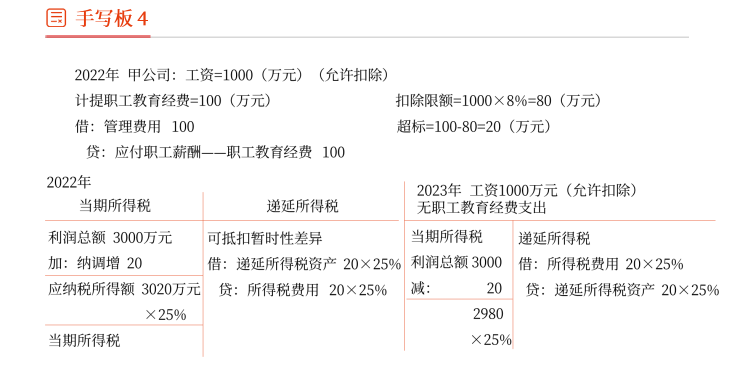 手写板 4
2022年 甲公司：工资=1000（万元）（允许扣除）
计提职工教育经费=100（万元）
扣除限额=1000×8%=80（万元）
借：管理费用 100
超标=100-80=20（万元）
贷：应付职工薪酬——职工教育经费 100
2022年
当期所得税
递延所得税
利润总额 3000万元
可抵扣暂时性差异
加：纳调增 20
借：递延所得税资产 20×25%
应纳税所得额 3020万元
贷：所得税费用 20×25%
×25%
当期所得税
2023年 工资1000万元（允许扣除）
无职工教育经费支出
当期所得税
递延所得税
利润总额 3000
借：所得税费用 20×25%
减： 20
贷：递延所得税资产 20×25%
2980
×25%